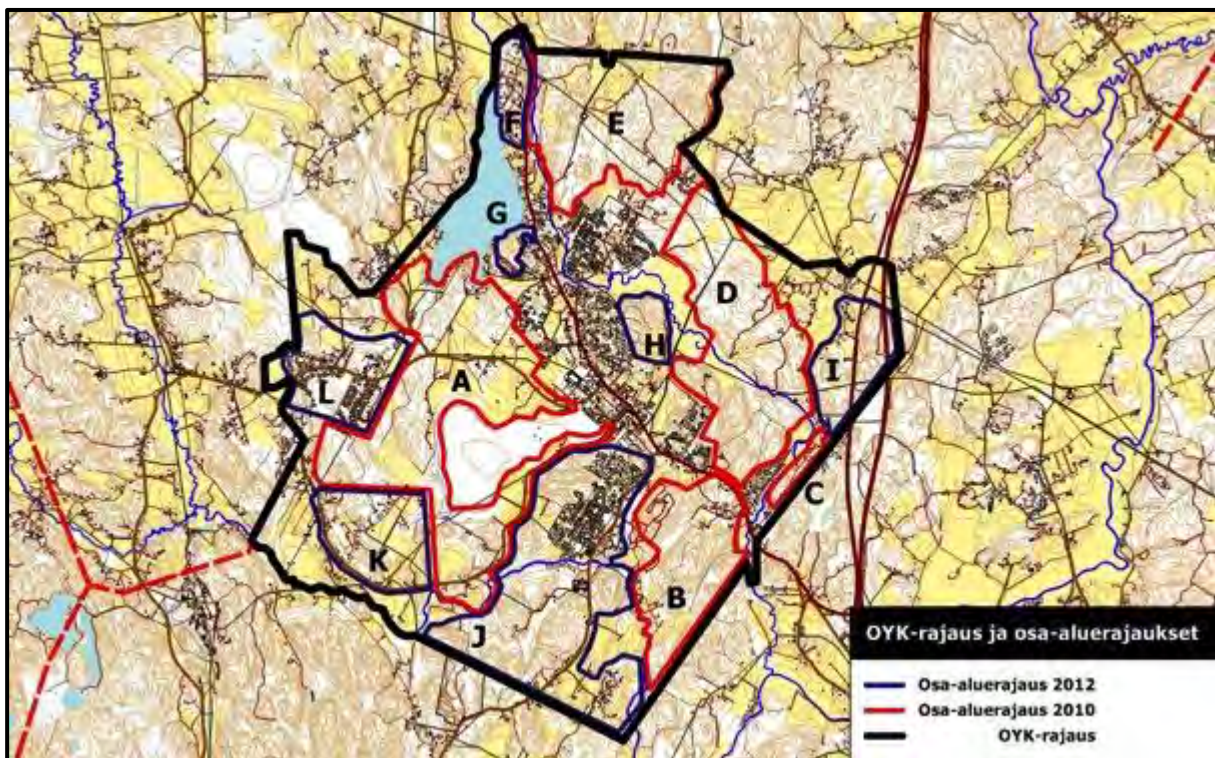 F
E
G
D
H
I
L
A
C
K
B
J
OYK-rajaus ja osa-aluerajaukset
Osa-aluerajaus 2012
Osa-aluerajaus 2010
OYK-rajaus